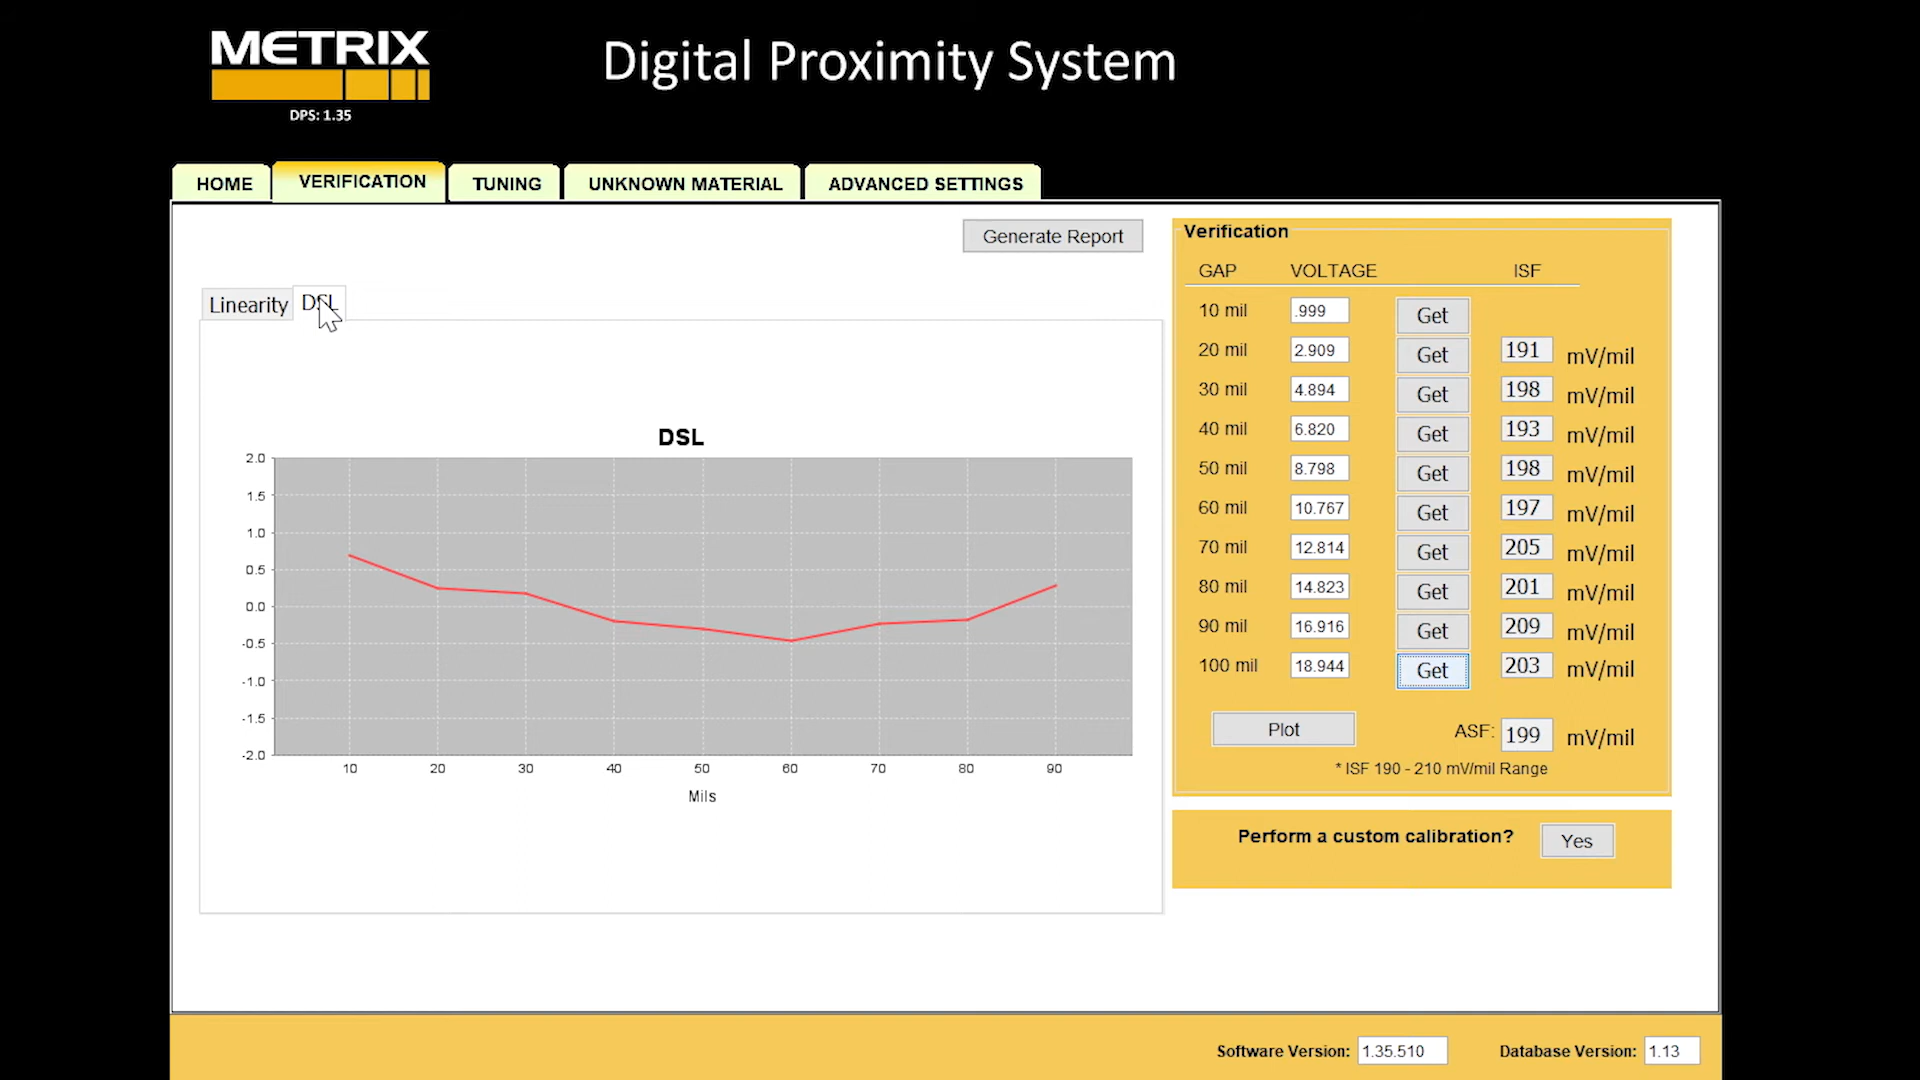 METRIX
DPS: 1.35
Digital Proximity System
HOME
VERIFICATION
TUNING
UNKNOWN MATERIAL
ADVANCED SETTINGS
Generate Report
Linearity
DSL
DSL
2.0
1.5
1.0
0.5
0.0
-0.5
-1.0
-1.5
-2.0
10 20 30 40 50 60 70 80 90
Mils
Verification
GAP VOLTAGE ISF
10 mil .999 Get
20 mil 2.909 Get 191 mV/mil
30 mil 4.894 Get 198 mV/mil
40 mil 6.820 Get 193 mV/mil
50 mil 8.798 Get 198 mV/mil
60 mil 10.767 Get 197 mV/mil
70 mil 12.814 Get 205 mV/mil
80 mil 14.823 Get 201 mV/mil
90 mil 16.916 Get 209 mV/mil
100 mil 18.944 Get 203 mV/mil
Plot ASF: 199 mV/mil
* ISF 190 - 210 mV/mil Range
Perform a custom calibration? Yes
Software Version: 1.35.510 Database Version: 1.13